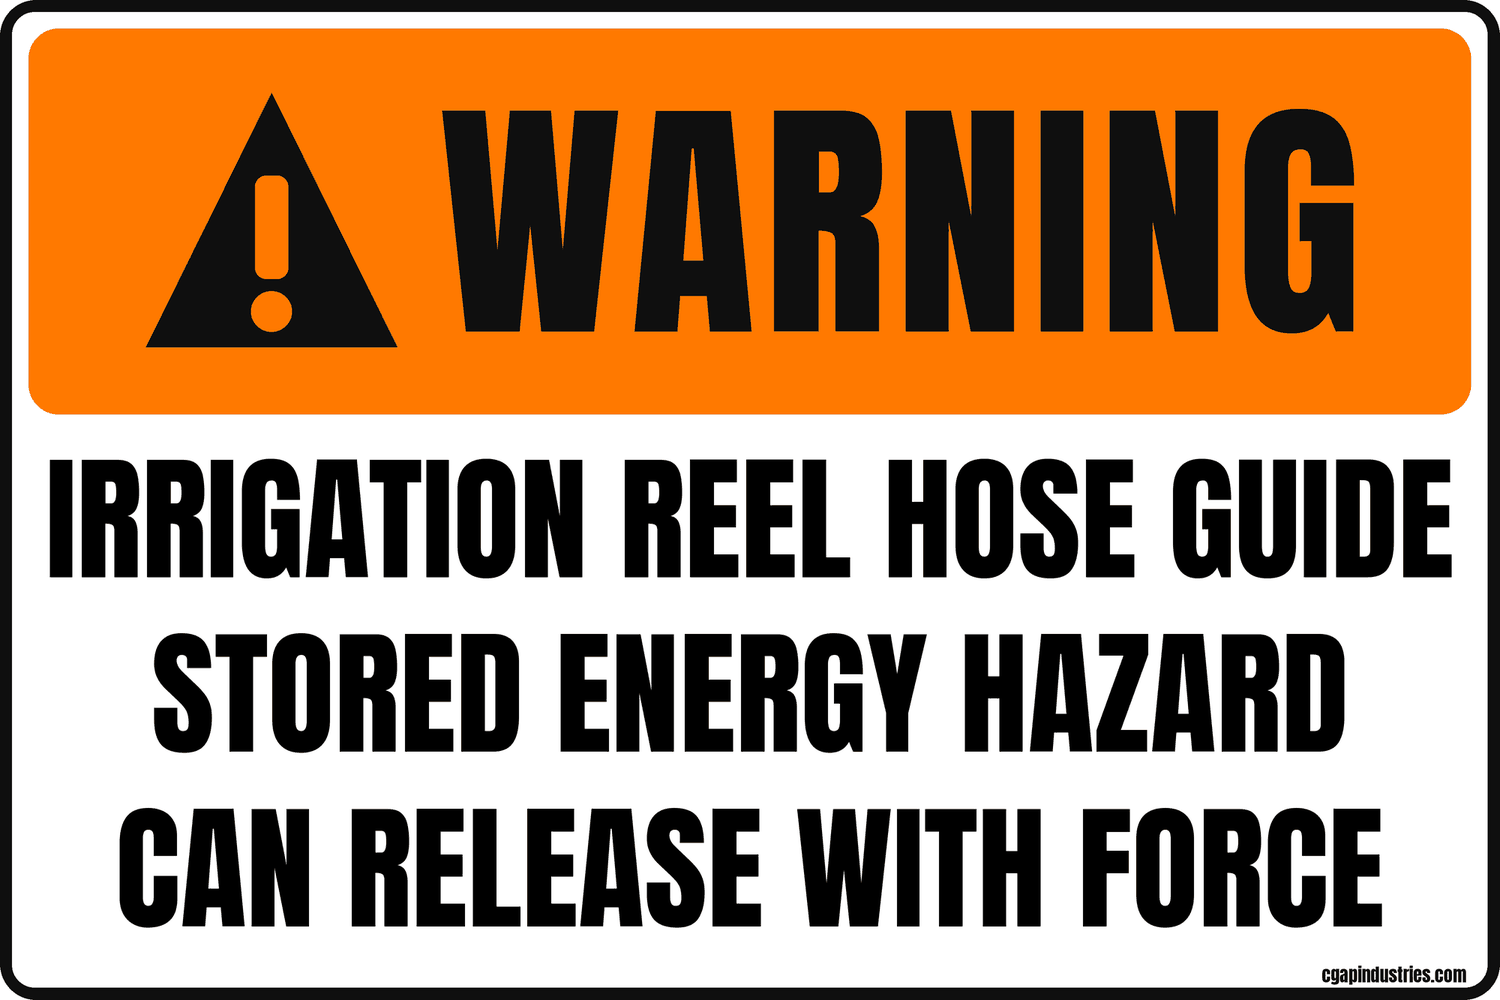 WARNING
IRRIGATION REEL HOSE GUIDE
STORED ENERGY HAZARD
CAN RELEASE WITH FORCE
cgapindustries.com